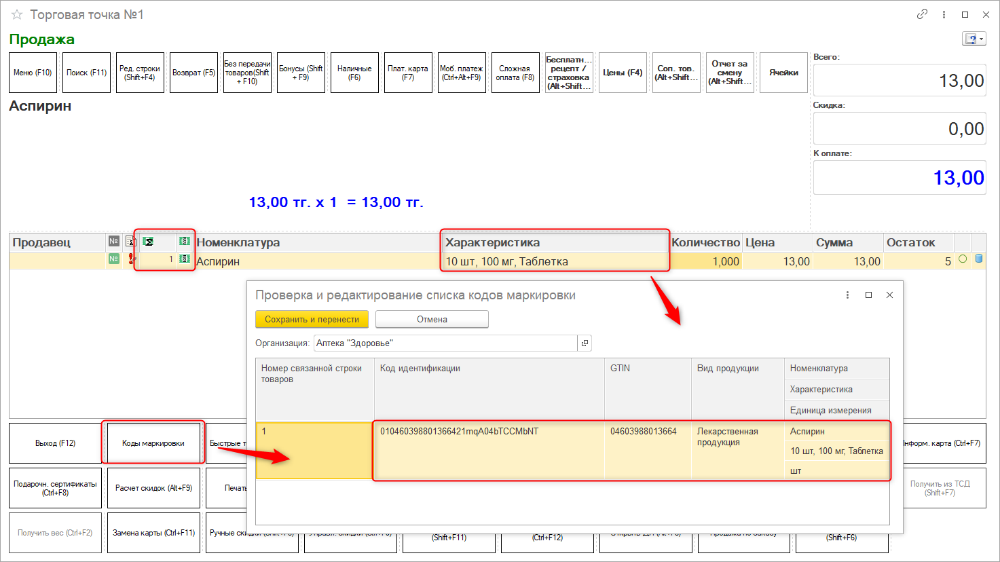 Торговая точка №1
Продажа
Меню (F10)
Поиск (F11)
Ред. строки
(Shift+F4)
Возврат (F5)
Без передачи
товаров(Shift
+ F10)
Бонусы (Shift
+ F9)
Наличные
(F6)
Плат. карта
(F7)
Моб. платеж
(Ctrl+Alt+F9)
Сложная
оплата (F8)
Бесплатн...
рецепт /
страховка
(Alt+Shift...
Цены (F4)
Соп. тов.
(Alt+Shift...
Отчет за
смену
(Alt+Shift...
Ячейки
Всего:
13,00
Скидка:
0,00
К оплате:
13,00
Аспирин
13,00 тг. x 1 = 13,00 тг.
Продавец № Номенклатура Характеристика Количество Цена Сумма Остаток
№ 1 Аспирин 10 шт, 100 мг, Таблетка 1,000 13,00 13,00 5
Проверка и редактирование списка кодов маркировки
Сохранить и перенести
Отмена
Организация: Аптека "Здоровье"
Номер связанной строки
товаров
Код идентификации
GTIN
Вид продукции
Номенклатура
Характеристика
Единица измерения
1
010460398801366421mqA04bTCCMbNT
04603988013664
Лекарственная
продукция
Аспирин
10 шт, 100 мг, Таблетка
шт
Выход (F12)
Коды маркировки
Быстрые т
Информ. карта (Ctrl+F7)
Подарочн. сертификаты
(Ctrl+F8)
Расчет скидок (Alt+F9)
Печать
Получить из ТСД
(Shift+F7)
Получить вес (Ctrl+F2)
Замена карты (Ctrl+F11)
Ручные скидки (Shift+F8)
(Shift+F11)
(Ctrl+F12)
(Shift+F6)